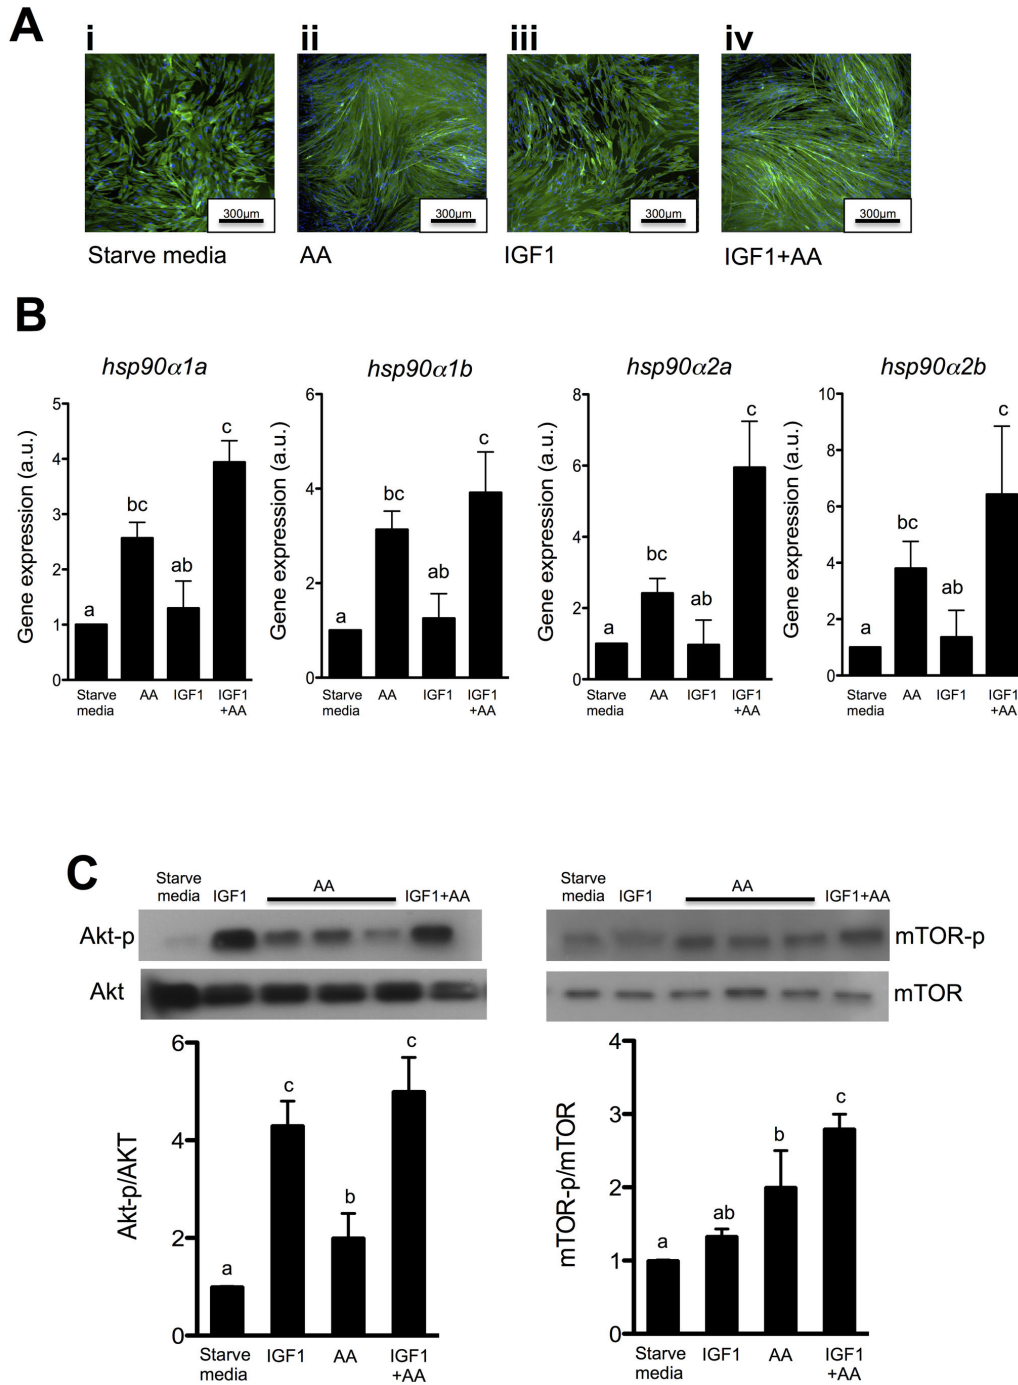 A
i ii iii iv
300µm 300µm 300µm 300µm
Starve media AA IGF1 IGF1+AA
B
hsp90α1a
Gene expression (a.u.)
5
4
3
2
1
0
a bc ab c
Starve media AA IGF1 IGF1 +AA
hsp90α1b
Gene expression (a.u.)
6
4
2
0
a bc ab c
Starve media AA IGF1 IGF1 +AA
hsp90α2a
Gene expression (a.u.)
8
6
4
2
0
a bc ab c
Starve media AA IGF1 IGF1 +AA
hsp90α2b
Gene expression (a.u.)
10
8
6
4
2
0
a bc ab c
Starve media AA IGF1 IGF1 +AA
C
Starve media IGF1 AA IGF1+AA
Akt-p
Akt
Akt-p/AKT
6
4
2
0
a c b c
Starve media IGF1 AA IGF1 +AA
Starve media IGF1 AA IGF1+AA
mTOR-p
mTOR
mTOR-p/mTOR
4
3
2
1
0
a ab b c
Starve media IGF1 AA IGF1 +AA